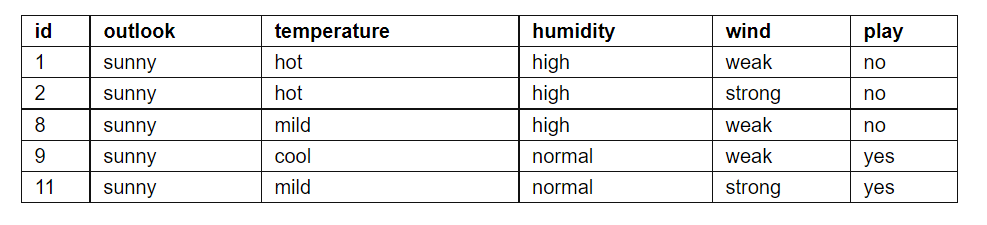 id outlook temperature humidity wind play
1 sunny hot high weak no
2 sunny hot high strong no
8 sunny mild high weak no
9 sunny cool normal weak yes
11 sunny mild normal strong yes